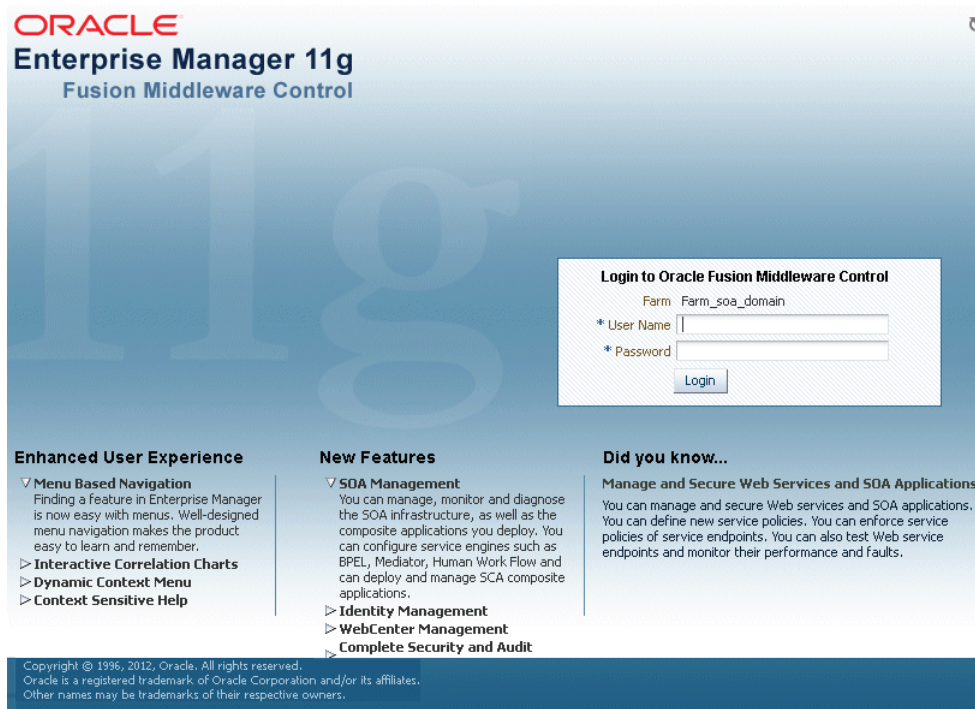 ORACLE
Enterprise Manager 11g
Fusion Middleware Control
11g
Login to Oracle Fusion Middleware Control
Farm Farm_soa_domain
* User Name
* Password
Login
Enhanced User Experience
Menu Based Navigation
Finding a feature in Enterprise Manager
is now easy with menus. Well-designed
menu navigation makes the product
easy to learn and remember.
Interactive Correlation Charts
Dynamic Context Menu
Context Sensitive Help
New Features
SOA Management
You can manage, monitor and diagnose
the SOA infrastructure, as well as the
composite applications you deploy. You
can configure service engines such as
BPEL, Mediator, Human Work Flow and
can deploy and manage SCA composite
applications.
Identity Management
WebCenter Management
Complete Security and Audit
Did you know...
Manage and Secure Web Services and SOA Applications
You can manage and secure Web services and SOA applications.
You can define new service policies. You can enforce service
policies of service endpoints. You can also test Web service
endpoints and monitor their performance and faults.
Copyright © 1996, 2012, Oracle. All rights reserved.
Oracle is a registered trademark of Oracle Corporation and/or its affiliates.
Other names may be trademarks of their respective owners.